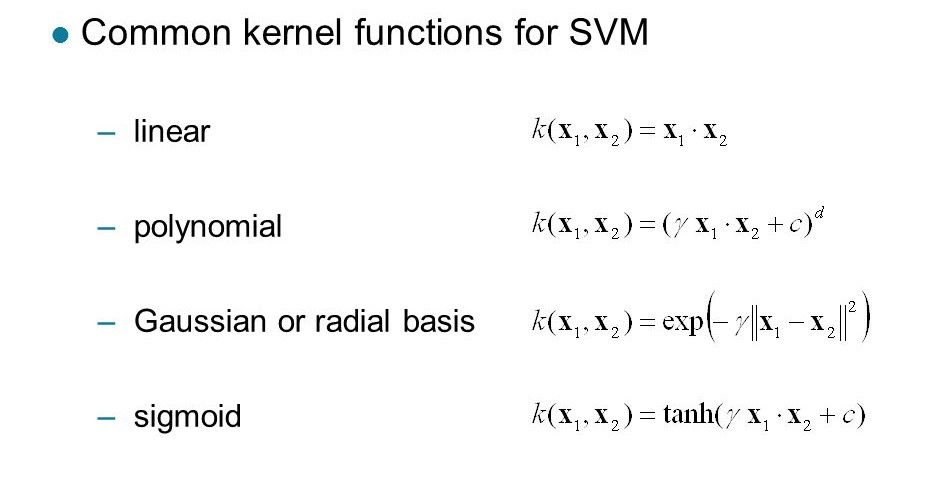 ● Common kernel functions for SVM
– linear k(x₁, x₂) = x₁ · x₂
– polynomial k(x₁, x₂) = (γ x₁ · x₂ + c)ᵈ
– Gaussian or radial basis k(x₁, x₂) = exp(− γ‖x₁ − x₂‖²)
– sigmoid k(x₁, x₂) = tanh(γ x₁ · x₂ + c)